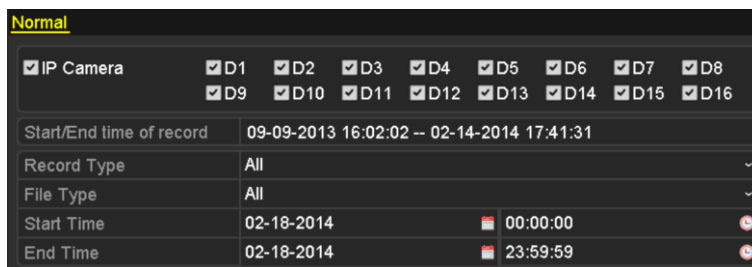 Normal
IP Camera D1 D2 D3 D4 D5 D6 D7 D8
D9 D10 D11 D12 D13 D14 D15 D16
Start/End time of record 09-09-2013 16:02:02 -- 02-14-2014 17:41:31
Record Type All
File Type All
Start Time 02-18-2014 00:00:00
End Time 02-18-2014 23:59:59